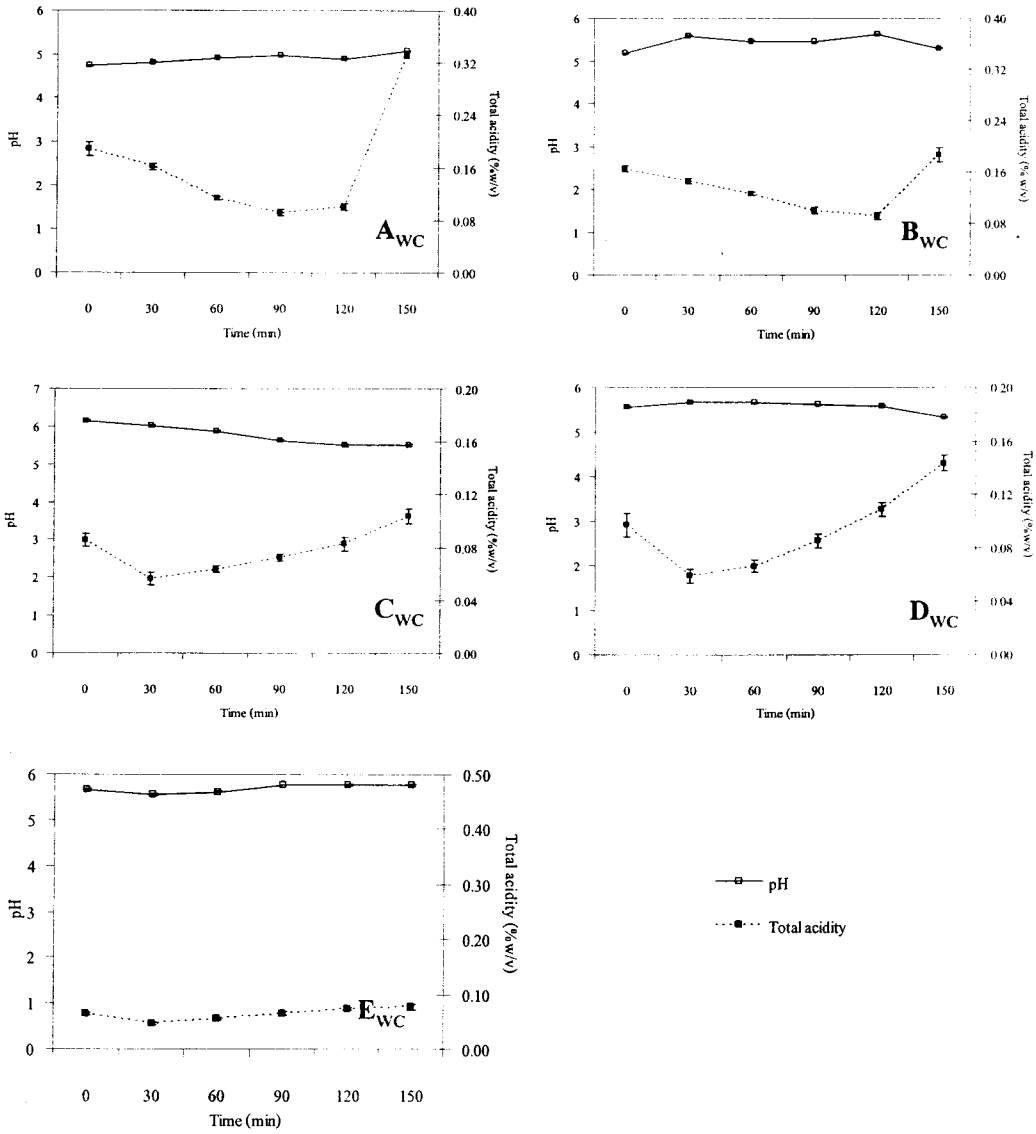 6
5
4
3
2
1
0
pH
0.40
0.32
0.24
0.16
0.08
0.00
Total acidity (%w/v)
A WC
0 30 60 90 120 150
Time (min)
6
5
4
3
2
1
0
pH
0.40
0.32
0.24
0.16
0.08
0.00
Total acidity (%w/v)
B WC
0 30 60 90 120 150
Time (min)
7
6
5
4
3
2
1
0
pH
0.20
0.16
0.12
0.08
0.04
0.00
Total acidity (%w/v)
C WC
0 30 60 90 120 150
Time (min)
6
5
4
3
2
1
0
pH
0.20
0.16
0.12
0.08
0.04
0.00
Total acidity (%w/v)
D WC
0 30 60 90 120 150
Time (min)
6
5
4
3
2
1
0
pH
0.50
0.40
0.30
0.20
0.10
0.00
Total acidity (%w/v)
E WC
0 30 60 90 120 150
Time (min)
pH
Total acidity